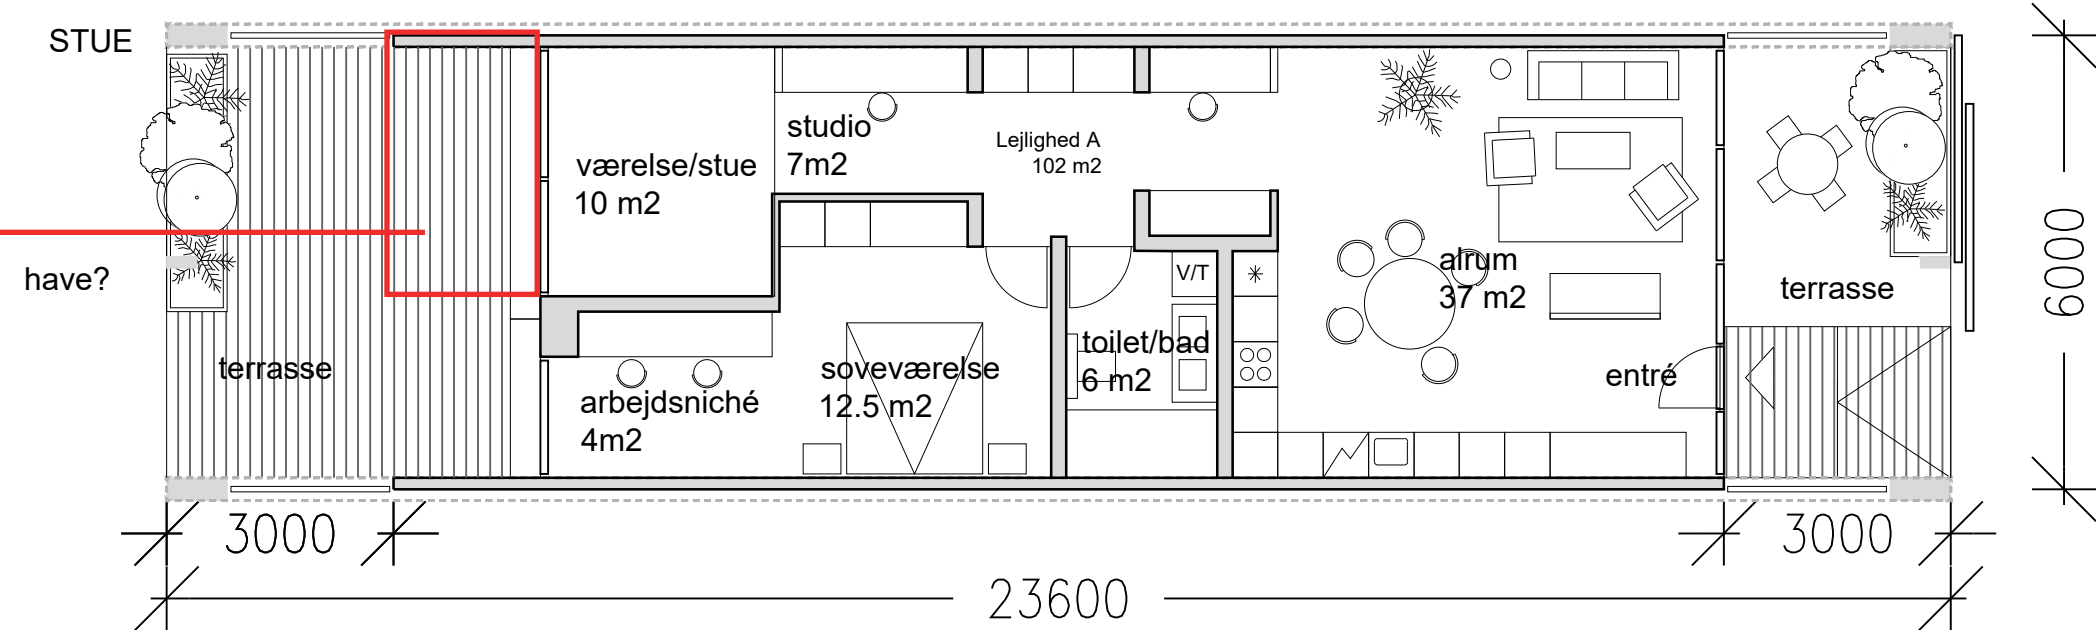 STUE
have?
terrasse
værelse/stue
10 m2
studio
7m2
Lejlighed A
102 m2
arbejdsniché
4m2
soveværelse
12.5 m2
V/T
toilet/bad
6 m2
alrum
37 m2
entré
terrasse
6000
3000
3000
23600